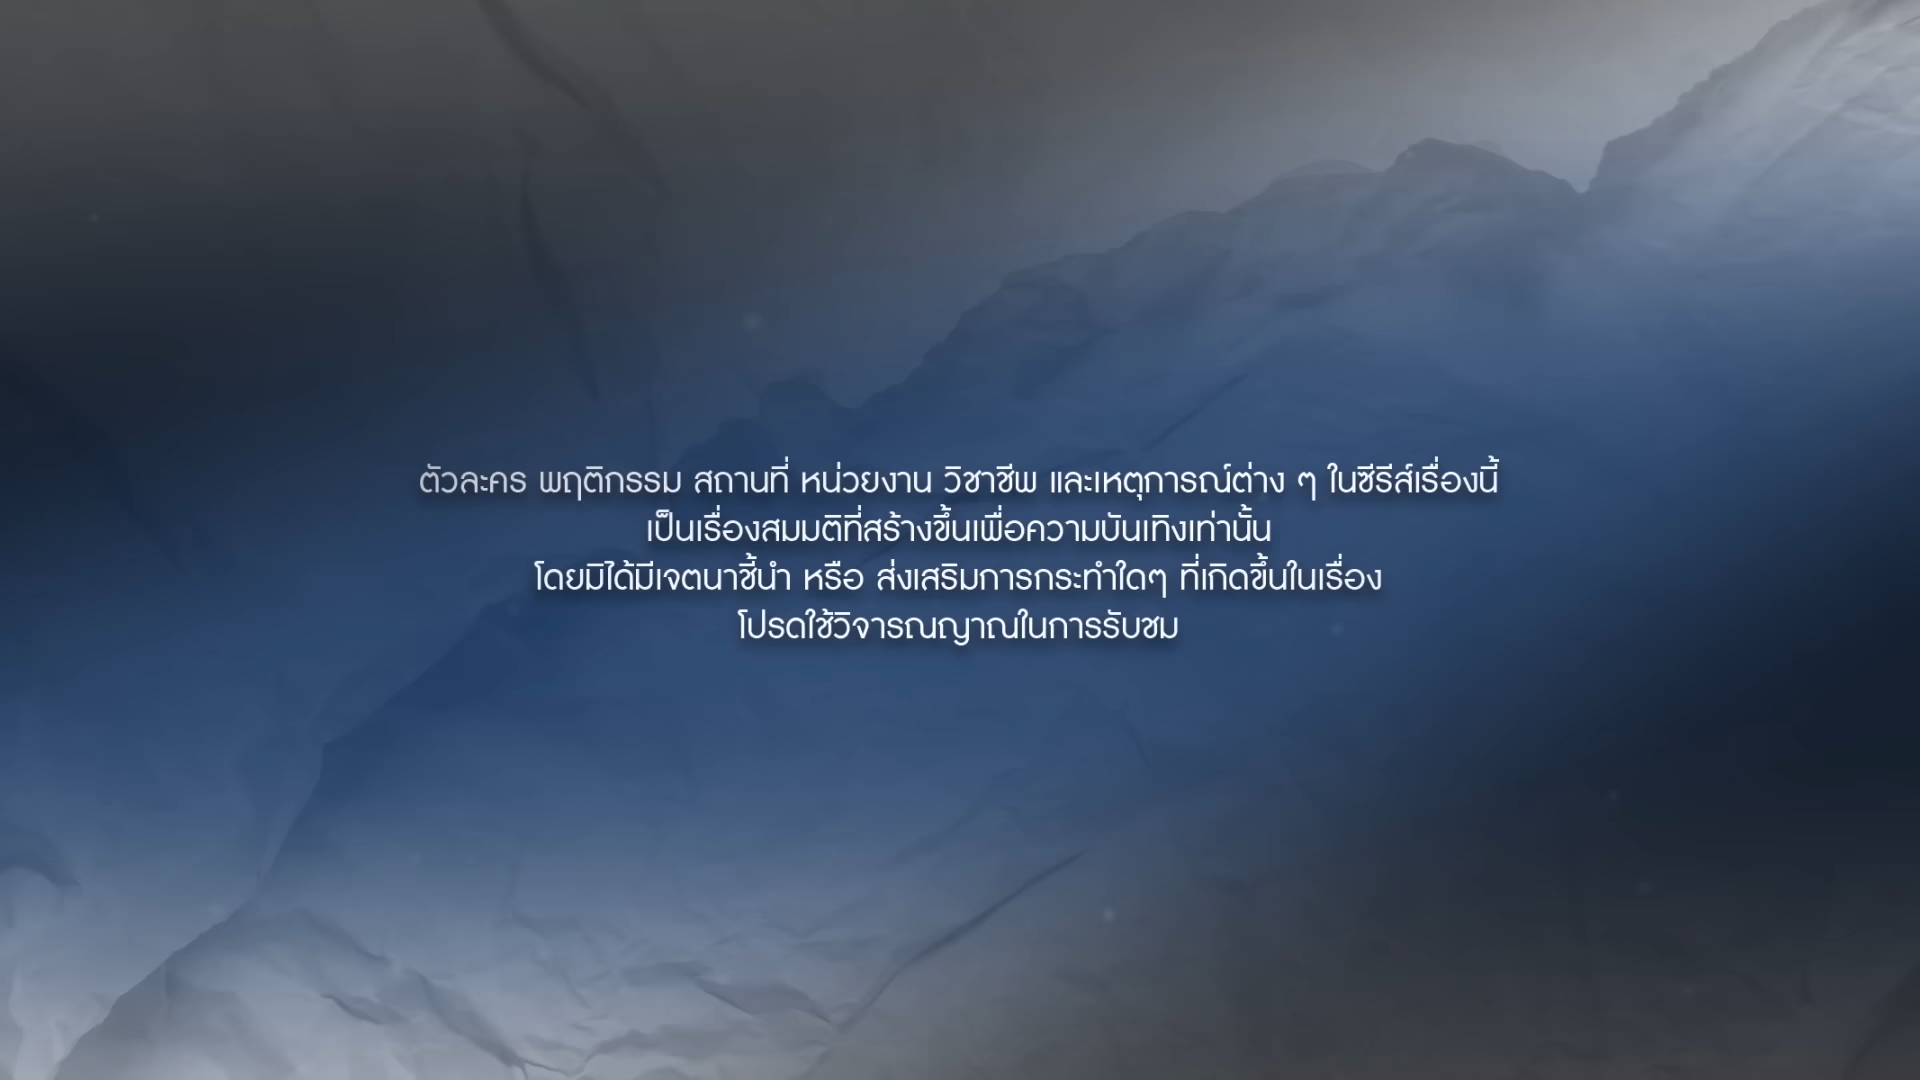 ตัวละคร พฤติกรรม สถานที่ หน่วยงาน วิชาชีพ และเหตุการณ์ต่าง ๆ ในซีรีส์เรื่องนี้
เป็นเรื่องสมมติที่สร้างขึ้นเพื่อความบันเทิงเท่านั้น
โดยมิได้มีเจตนาชี้นำ หรือ ส่งเสริมการกระทำใดๆ ที่เกิดขึ้นในเรื่อง
โปรดใช้วิจารณญาณในการรับชม